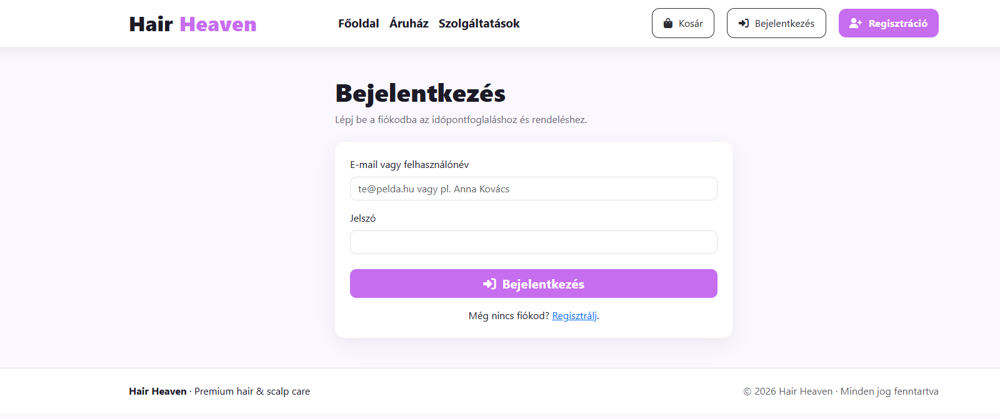 Hair Heaven Főoldal Áruház Szolgáltatások Kosár Bejelentkezés Regisztráció
Bejelentkezés
Lépj be a fiókodba az időpontfoglaláshoz és rendeléshez.
E-mail vagy felhasználónév
te@pelda.hu vagy pl. Anna Kovács
Jelszó
Bejelentkezés
Még nincs fiókod? Regisztrálj.
Hair Heaven · Premium hair & scalp care © 2026 Hair Heaven · Minden jog fenntartva